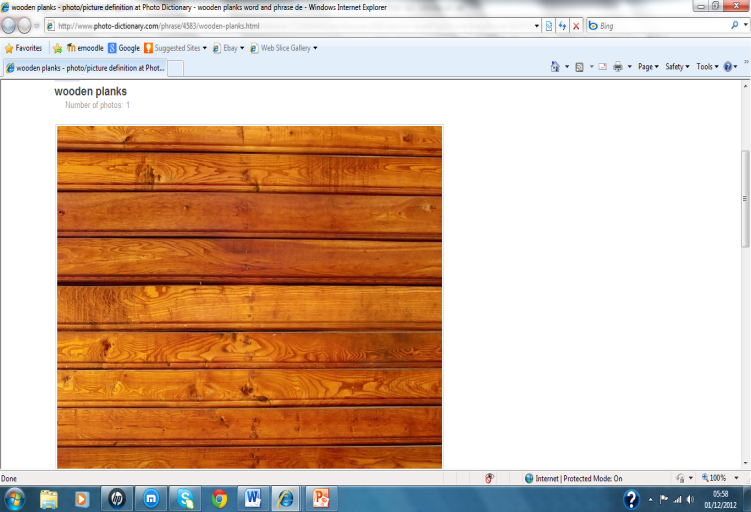 wooden planks - photo/picture definition at Photo Dictionary - wooden planks word and phrase de - Windows Internet Explorer
http://www.photo-dictionary.com/phrase/4583/wooden-planks.html
Bing
Favorites emoodle Google Suggested Sites Ebay Web Slice Gallery
wooden planks - photo/picture definition at Phot... Page Safety Tools
wooden planks
Number of photos: 1
Done Internet | Protected Mode: On 100%
05:58
01/12/2012